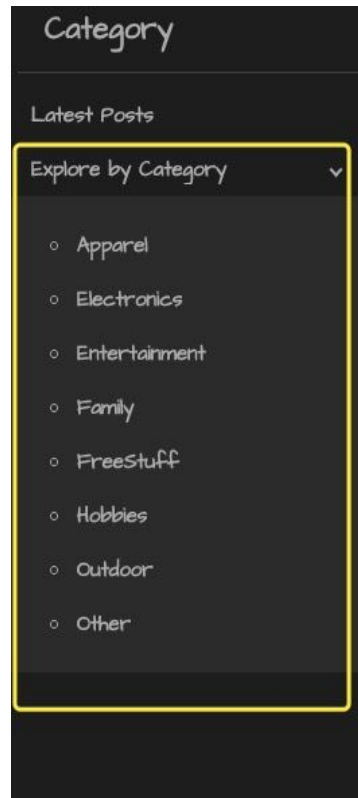 Category
Latest Posts
Explore by Category
Apparel
Electronics
Entertainment
Family
FreeStuff
Hobbies
Outdoor
Other